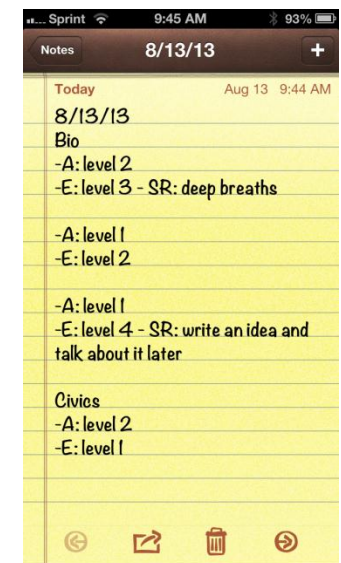 Sprint 9:45 AM 93%
Notes 8/13/13 +
Today Aug 13 9:44 AM
8/13/13
Bio
-A: level 2
-E: level 3 - SR: deep breaths
-A: level 1
-E: level 2
-A: level 1
-E: level 4 - SR: write an idea and
talk about it later
Civics
-A: level 2
-E: level 1